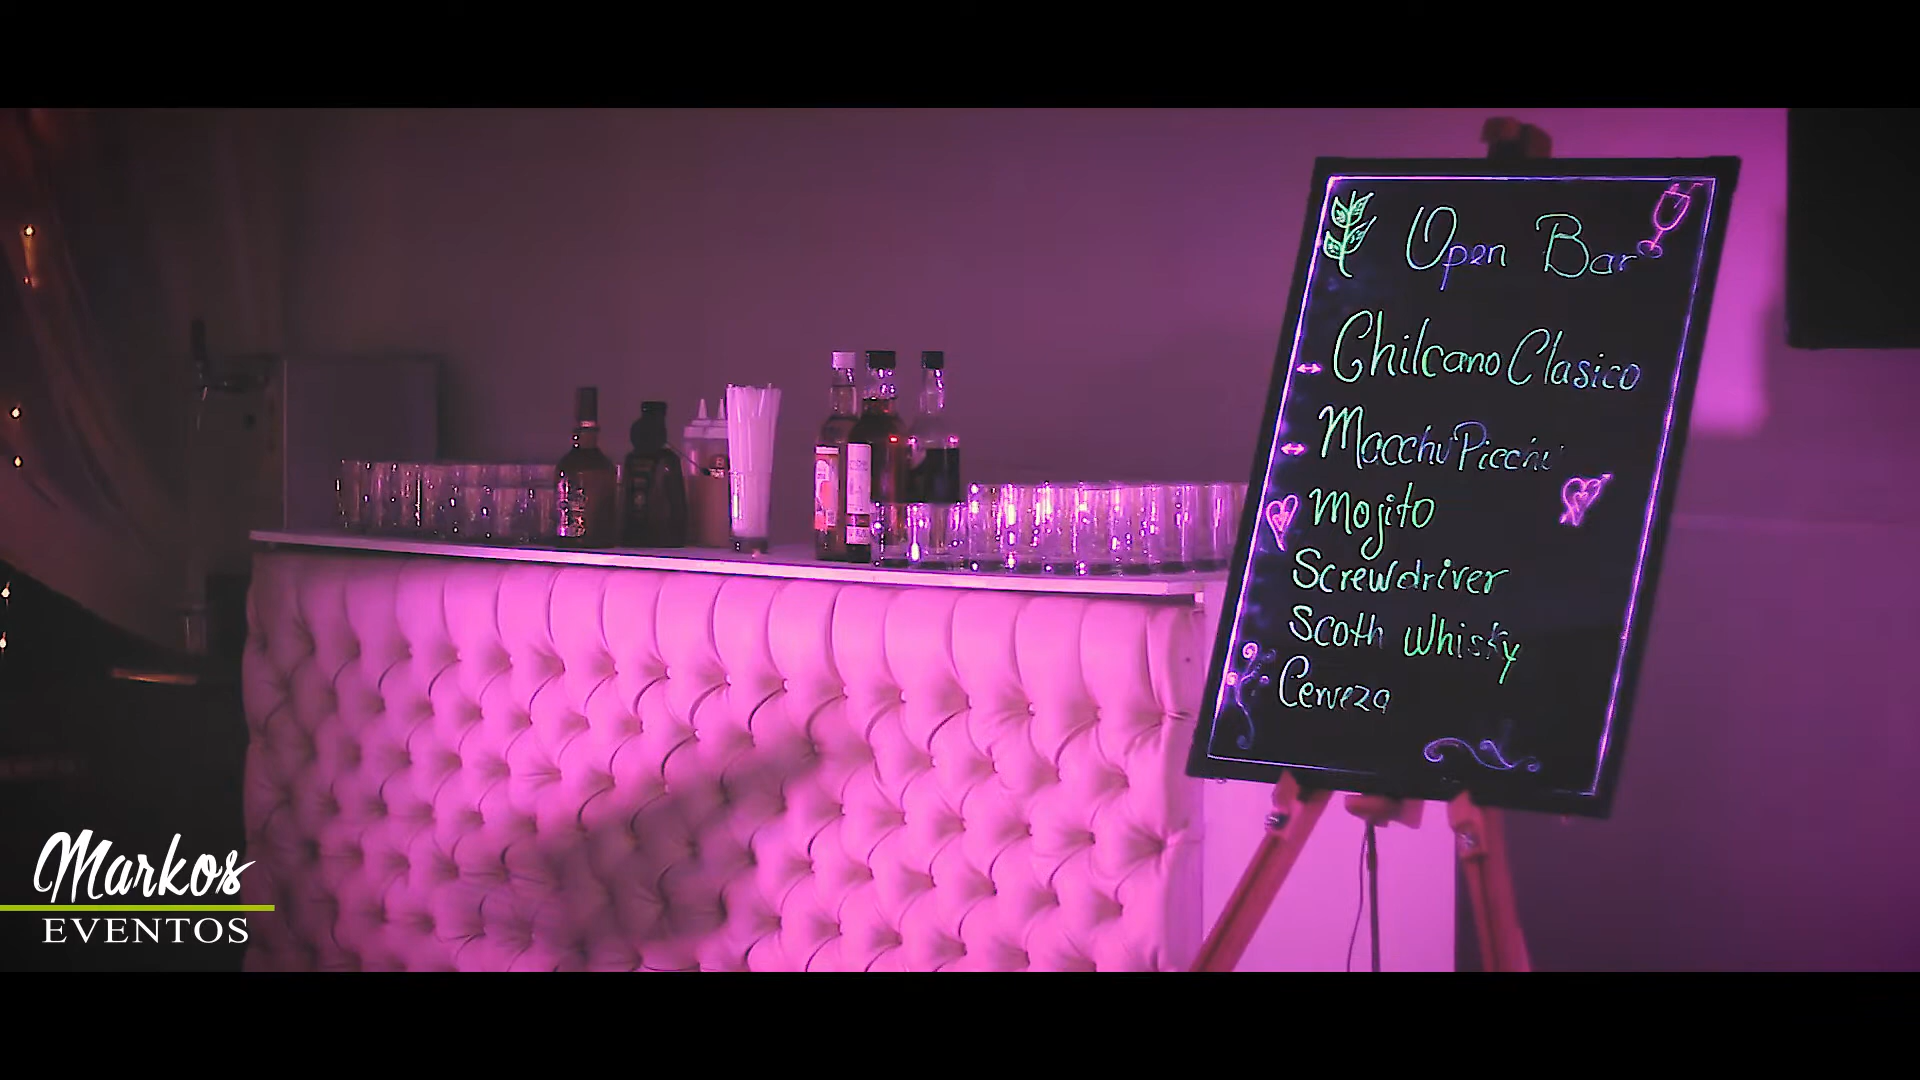 Open Bar
Chilcano Clasico
Macchu Picchu
Mojito
Screwdriver
Scoth Whisky
Cerveza
Markos
EVENTOS